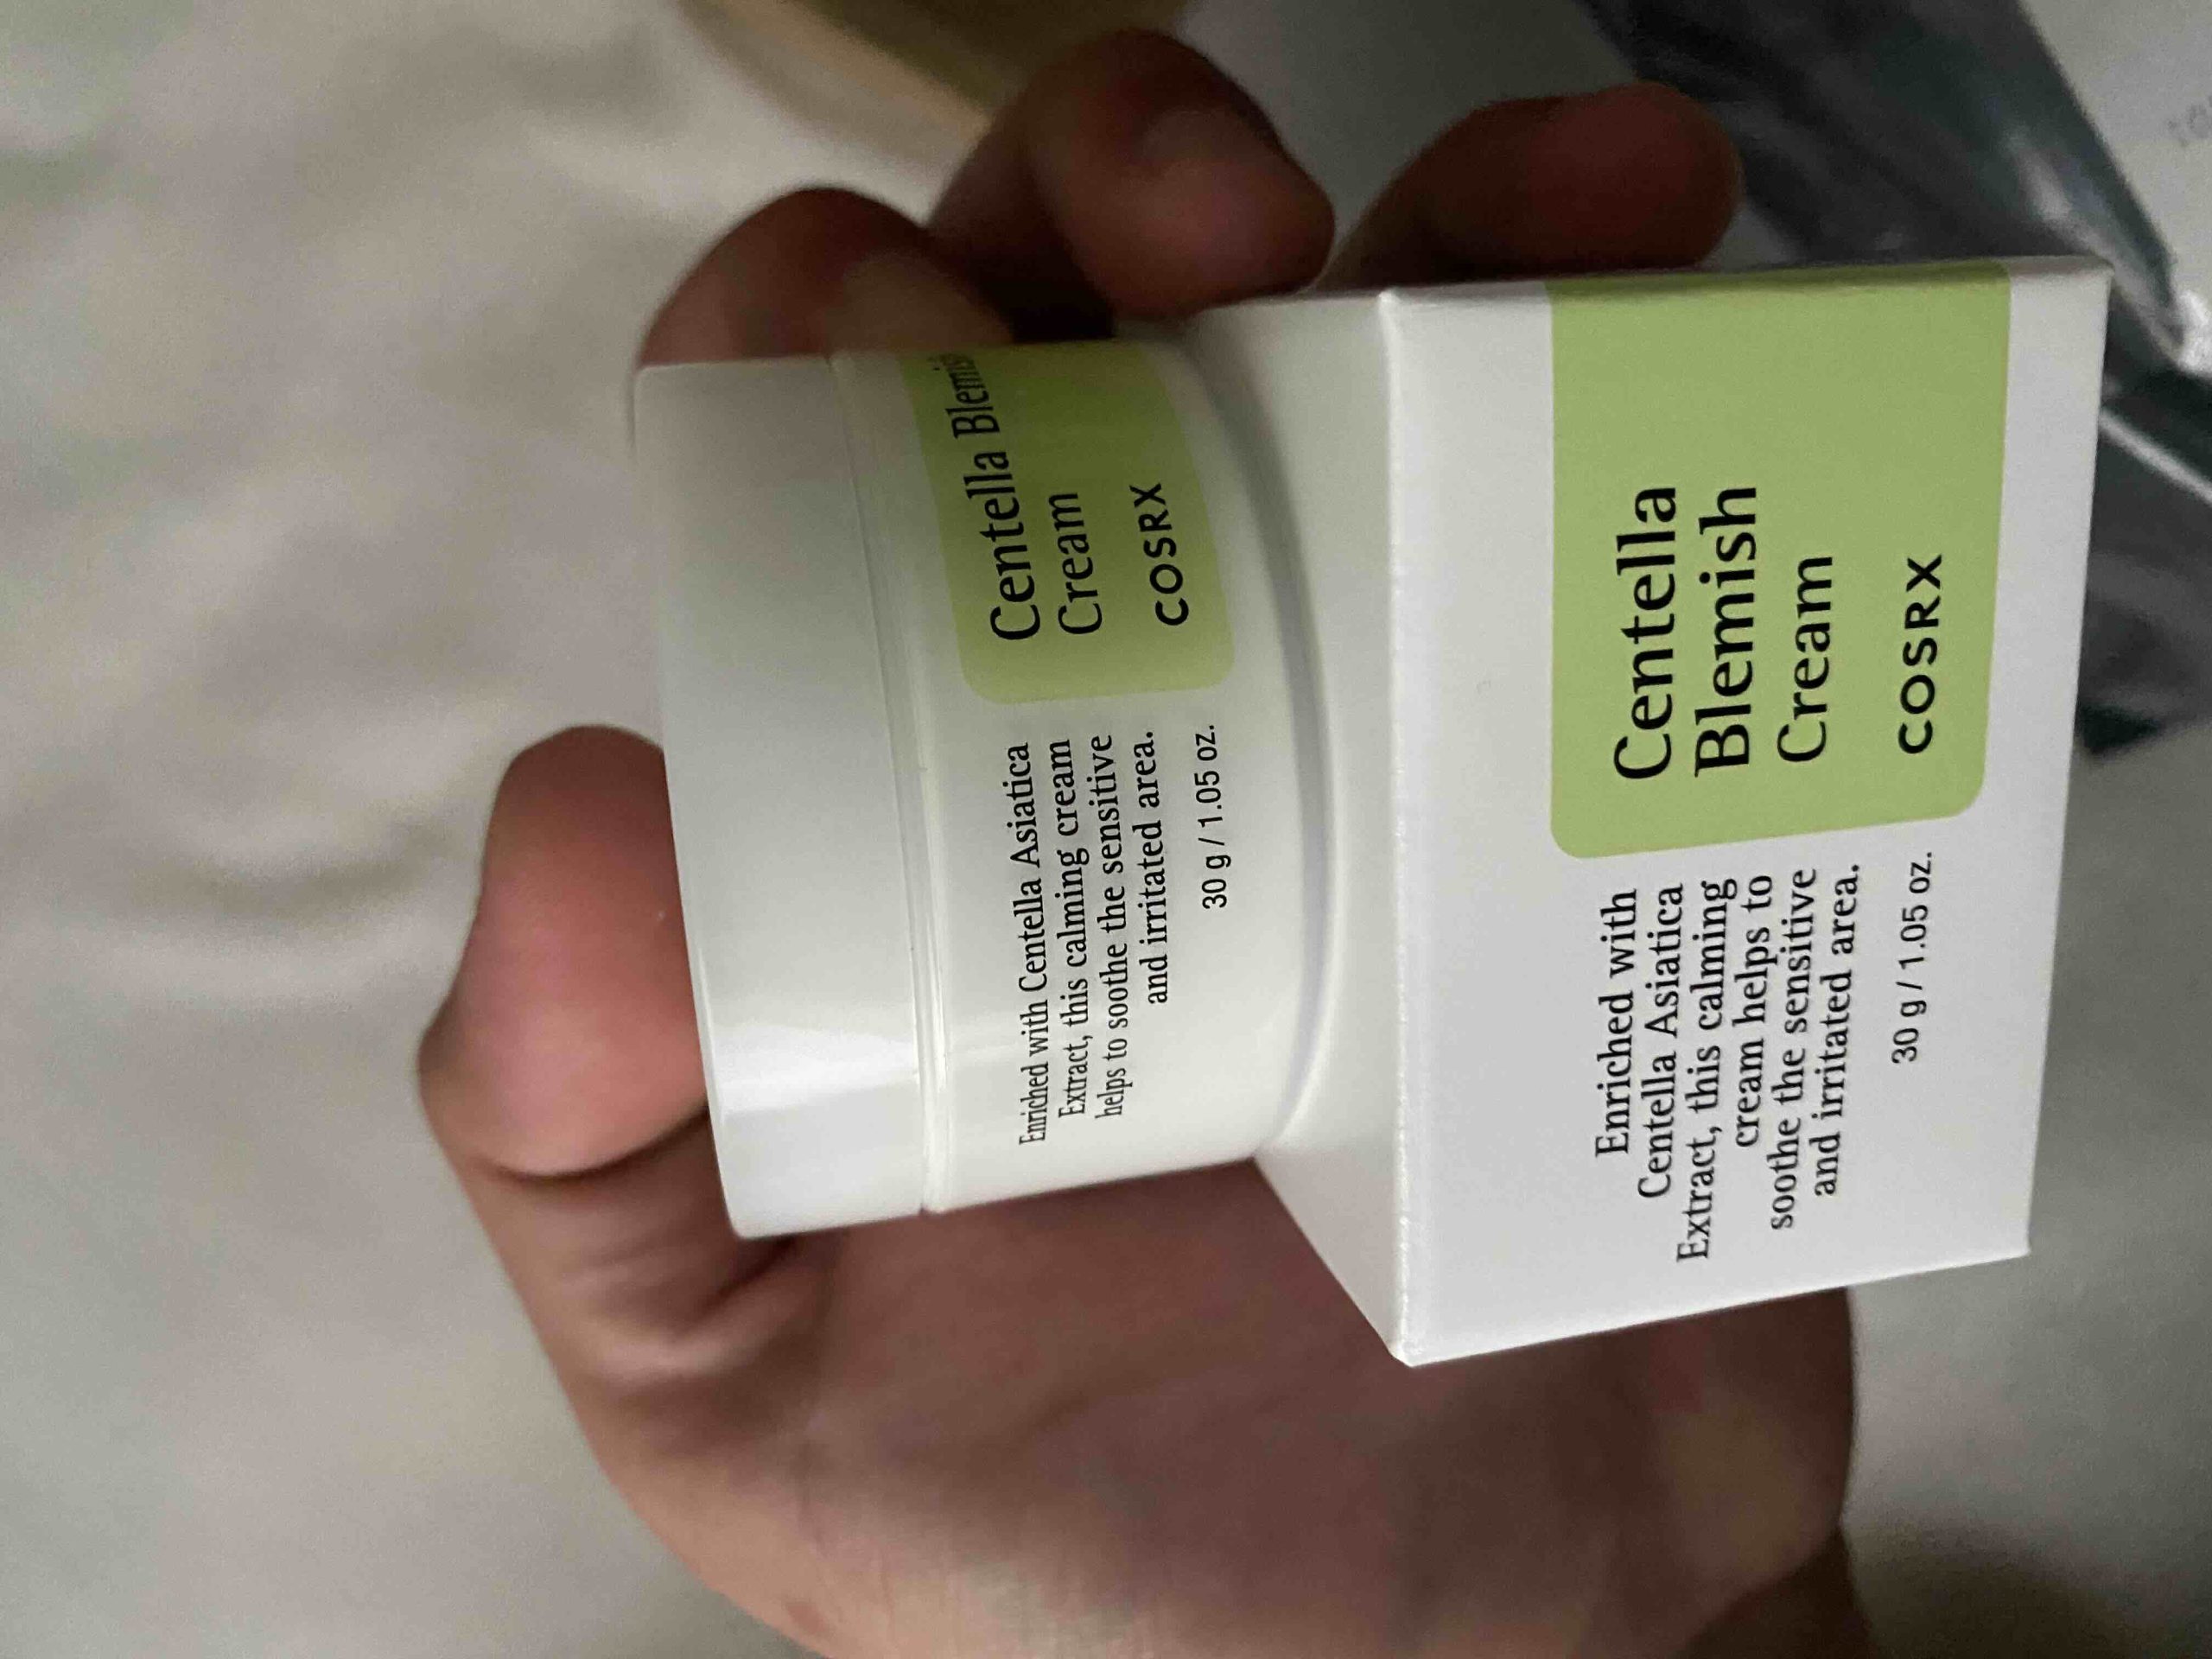 Centella Blemish
Cream
COSRX
Enriched with Centella Asiatica
Extract, this calming cream
helps to soothe the sensitive
and irritated area.
30 g / 1.05 oz.
Centella
Blemish
Cream
COSRX
Enriched with
Centella Asiatica
Extract, this calming
cream helps to
soothe the sensitive
and irritated area.
30 g / 1.05 oz.